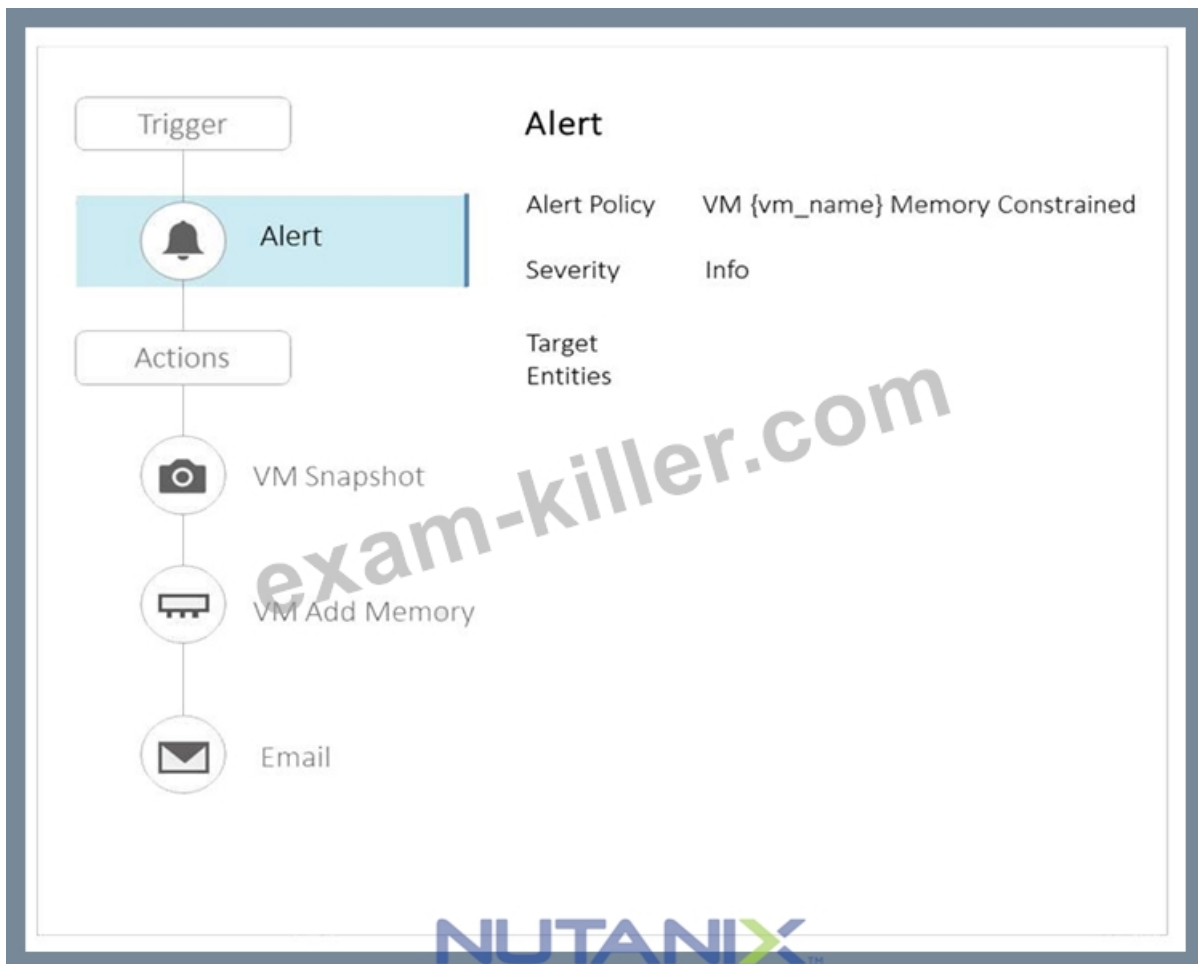 Trigger
Alert
Alert
Alert Policy VM {vm_name} Memory Constrained
Severity Info
Actions
Target
Entities
VM Snapshot
VM Add Memory
Email
exam-killer.com
NUTANIX™